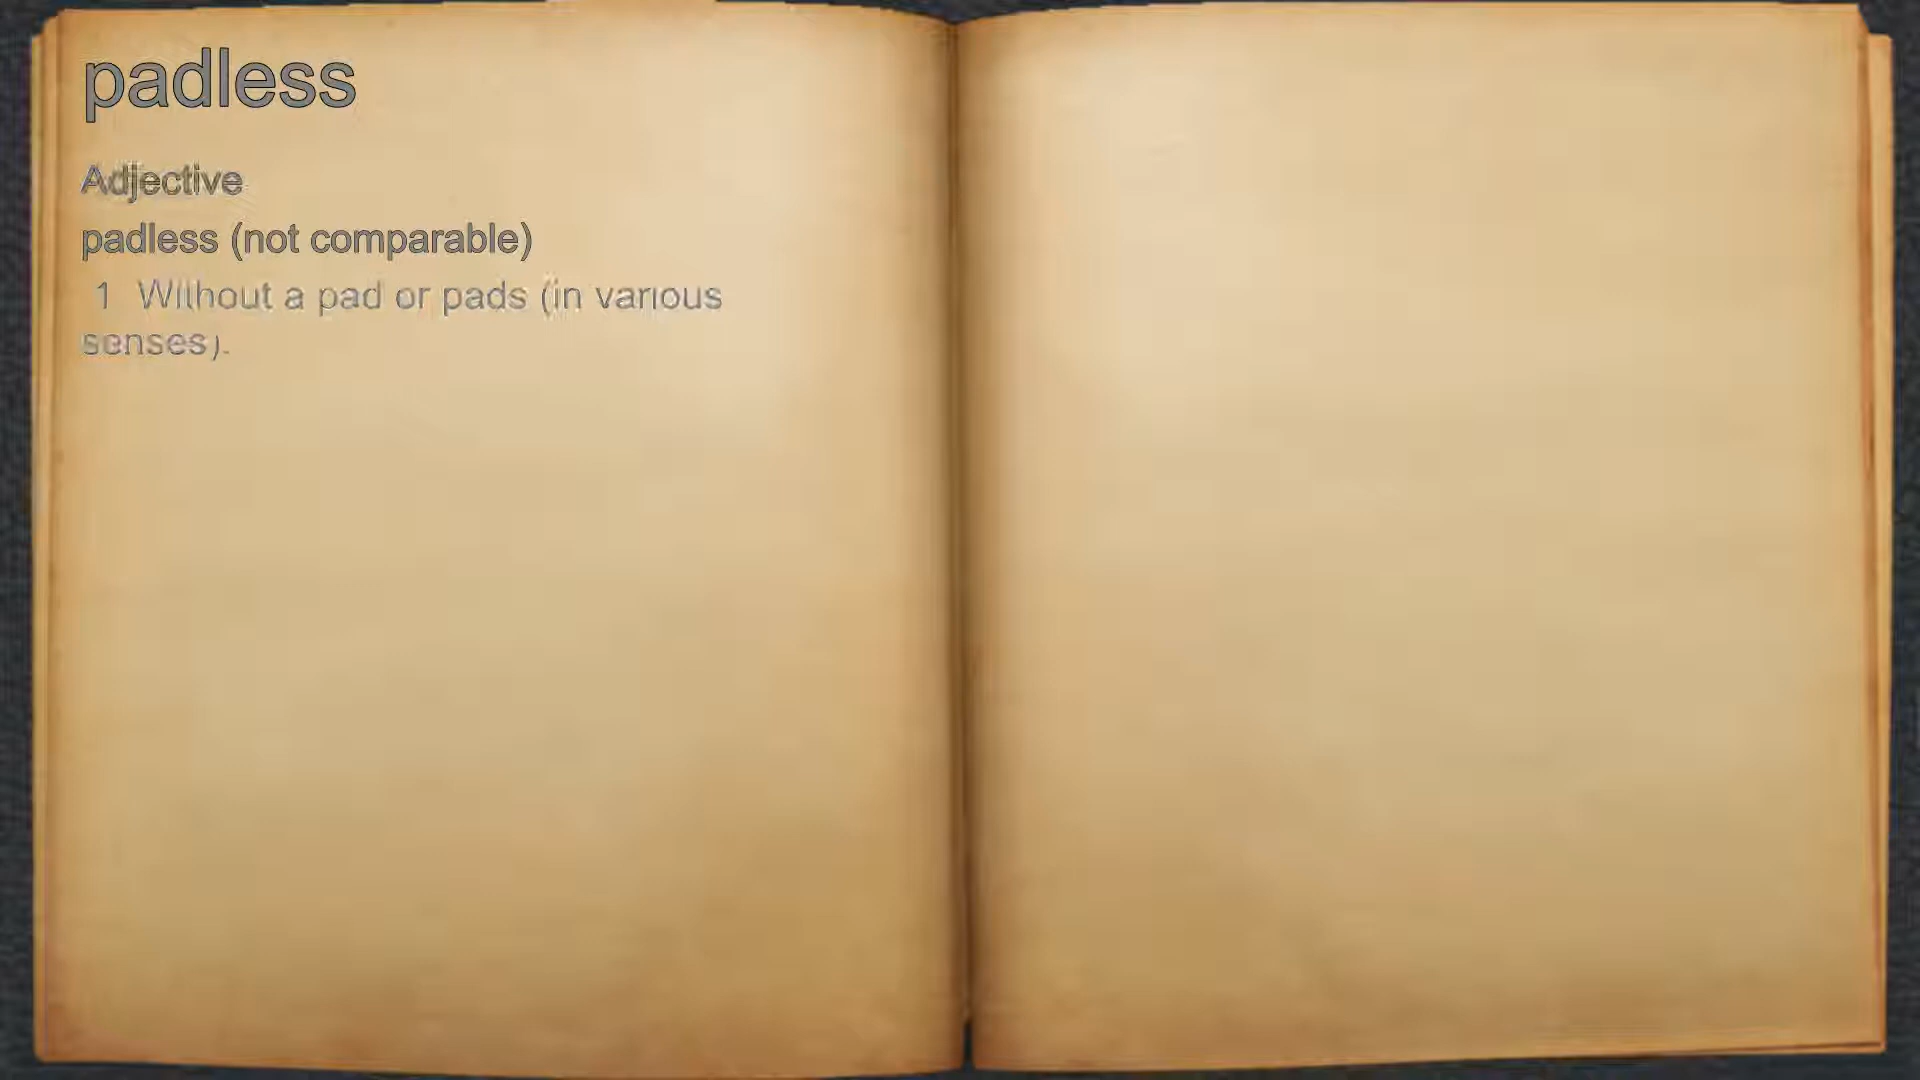 padless
Adjective
padless (not comparable)
1 Without a pad or pads (in various
senses).